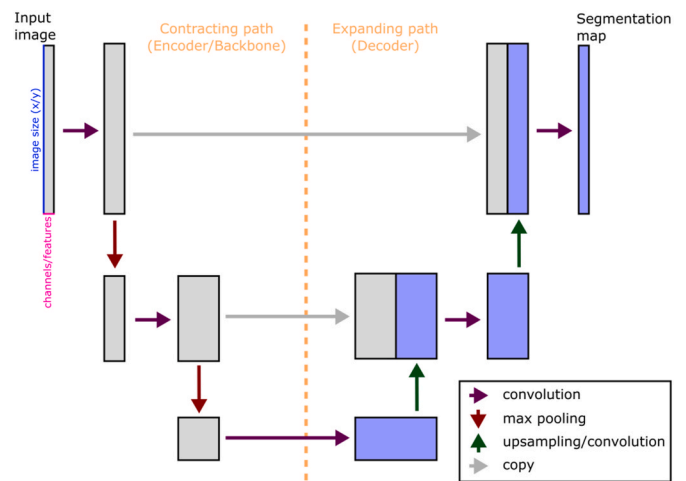 Input
image
Contracting path
(Encoder/Backbone)
Expanding path
(Decoder)
Segmentation
map
image size (x/y)
channels/features
convolution
max pooling
upsampling/convolution
copy